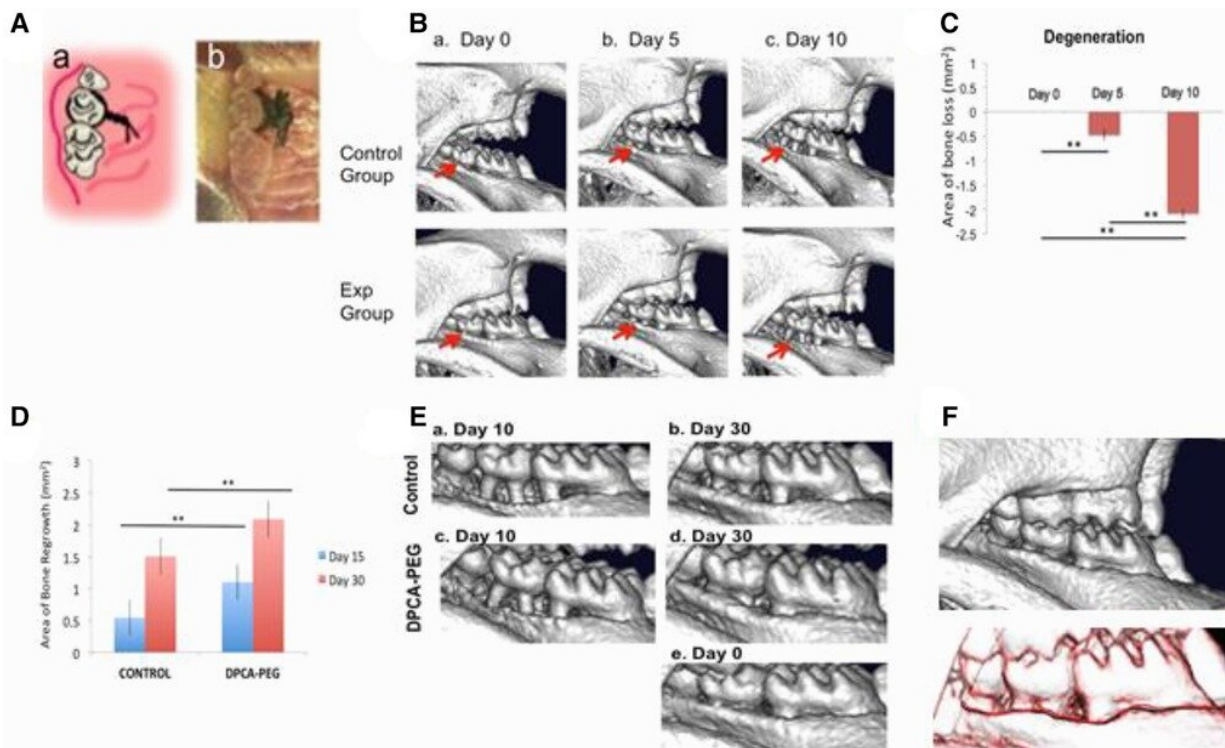 A
a
b
B
a. Day 0
b. Day 5
c. Day 10
Control
Group
Exp
Group
C
Degeneration
Area of bone loss (mm²)
1
0.5
0
-0.5
-1
-1.5
-2
-2.5
Day 0
Day 5
Day 10
**
**
**
D
Area of Bone Regrowth (mm²)
3
2.5
2
1.5
1
0.5
0
**
**
Day 15
Day 30
CONTROL
DPCA-PEG
E
a. Day 10
b. Day 30
Control
c. Day 10
d. Day 30
DPCA-PEG
e. Day 0
F